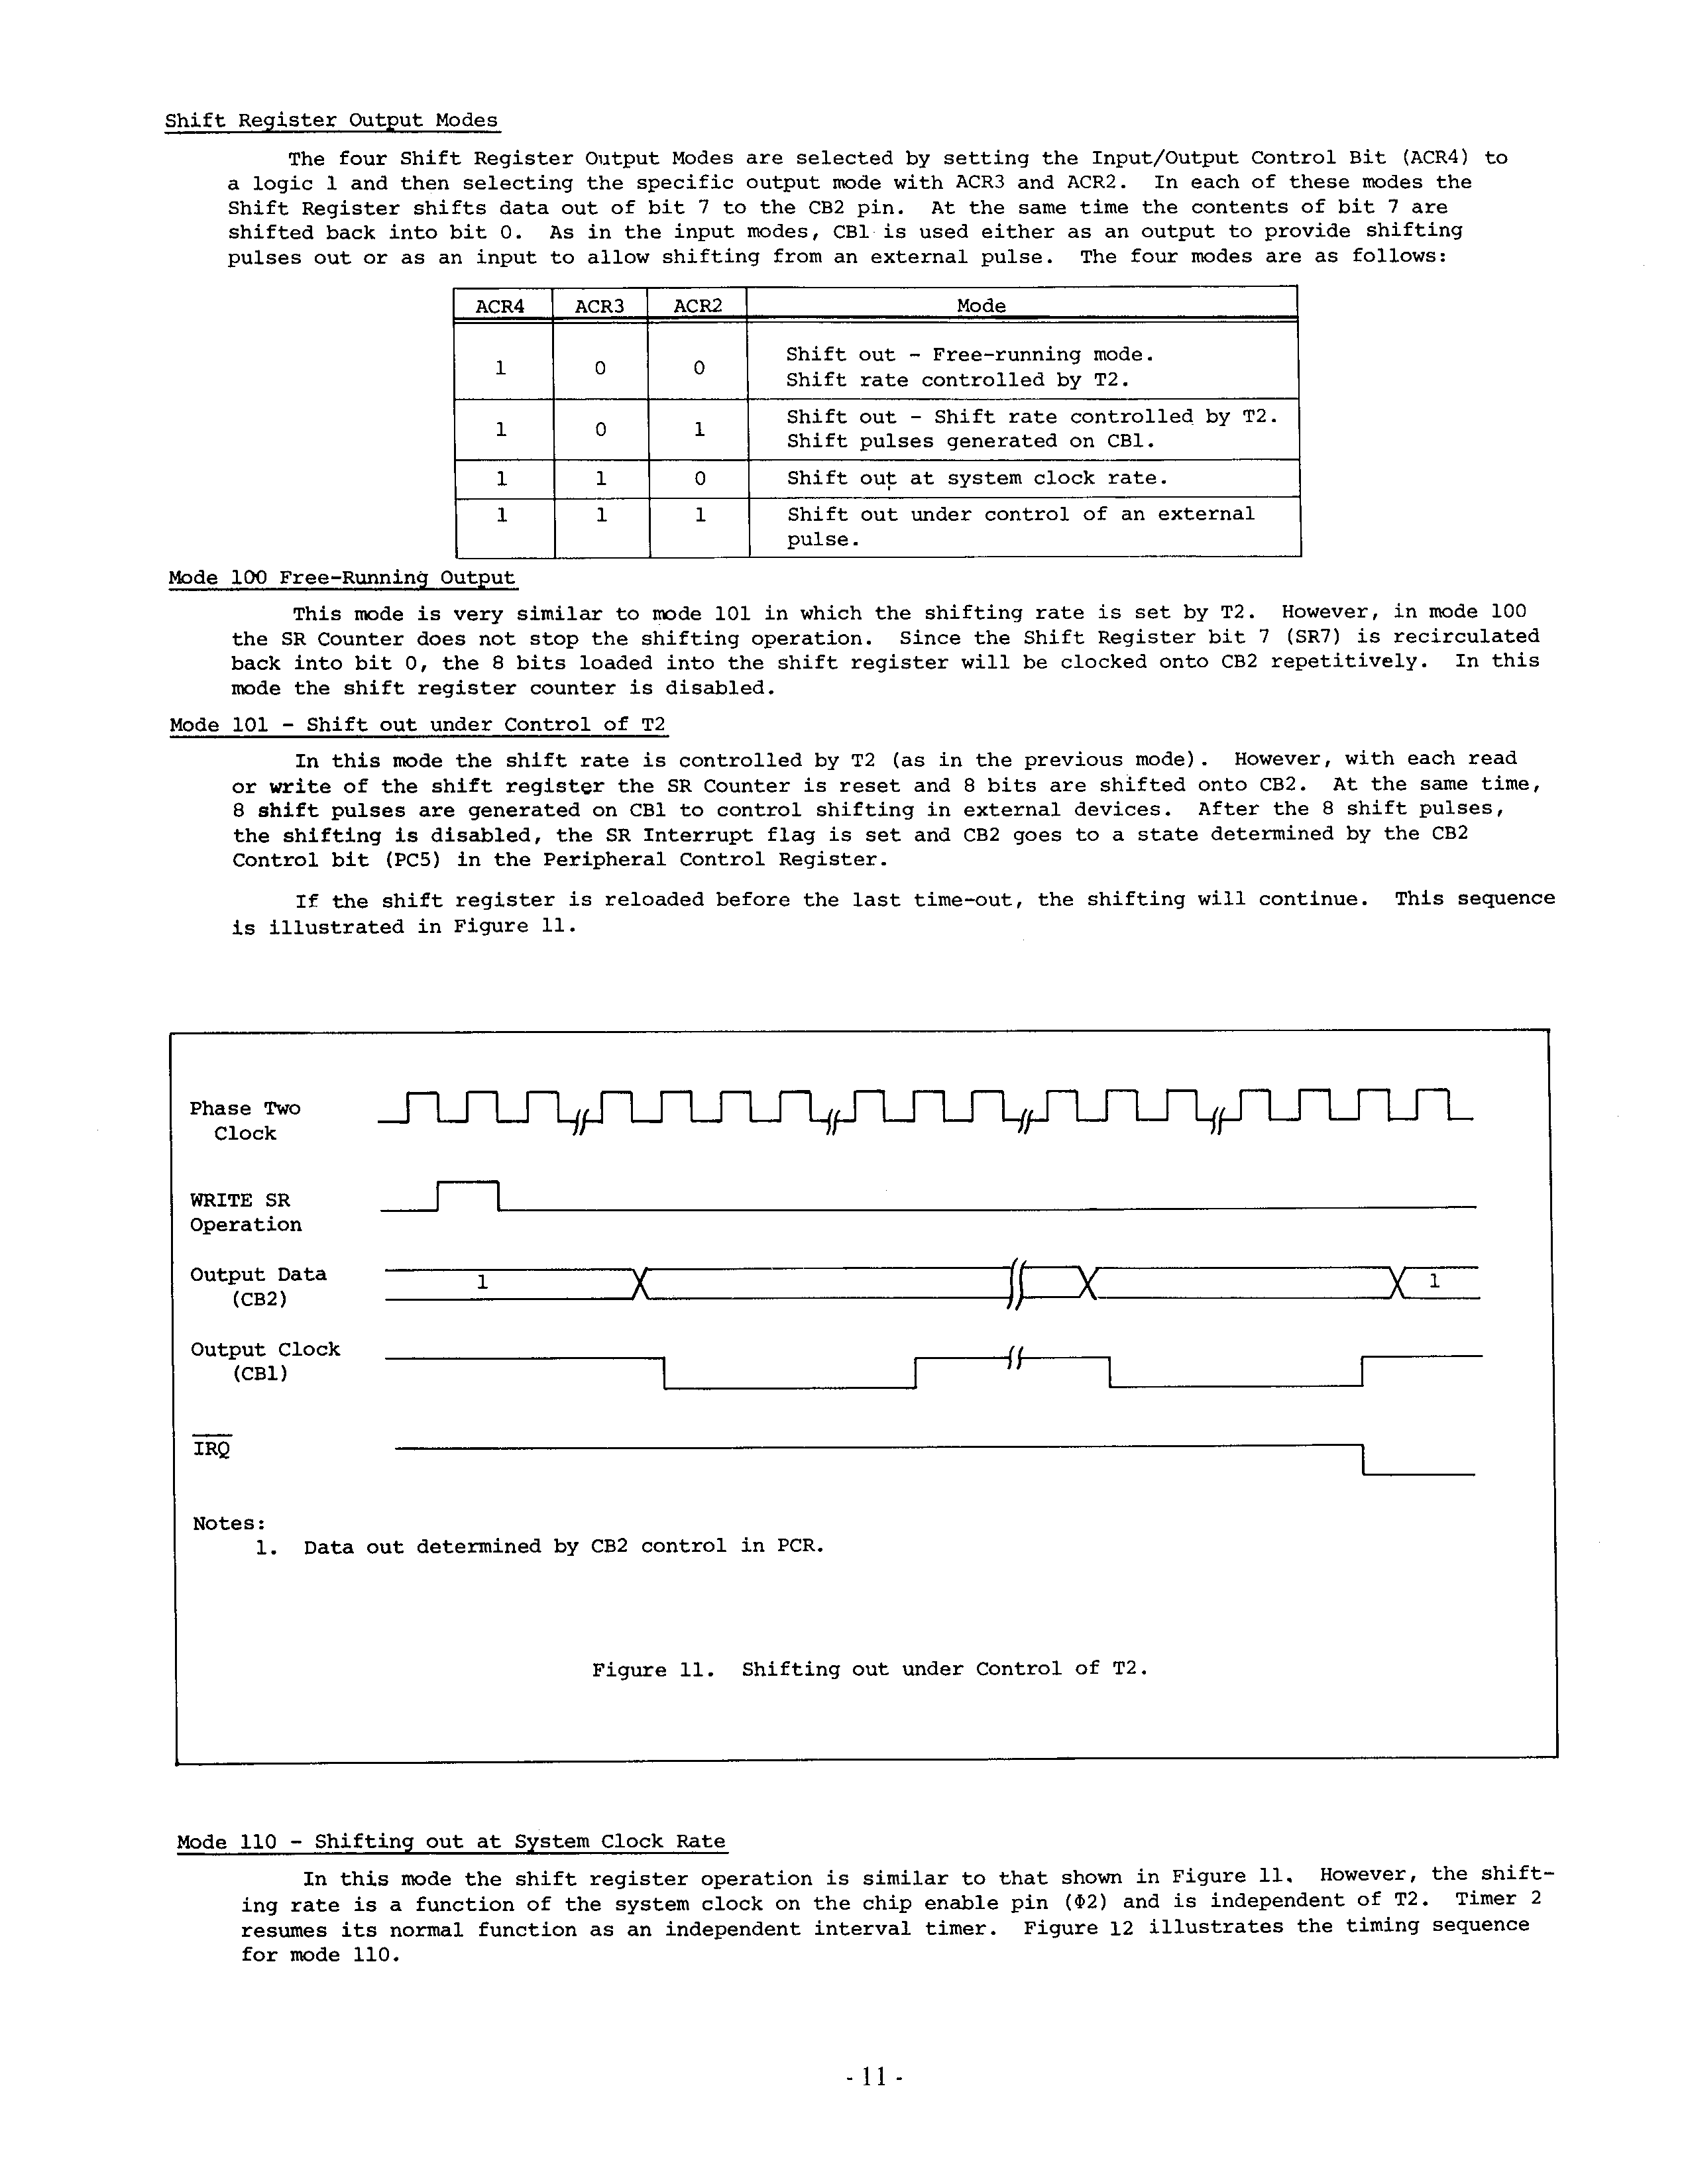 Shift Register Output Modes
The four Shift Register Output Modes are selected by setting the Input/Output Control Bit (ACR4) to
a logic 1 and then selecting the specific output mode with ACR3 and ACR2. In each of these modes the
Shift Register shifts data out of bit 7 to the CB2 pin. At the same time the contents of bit 7 are
shifted back into bit 0. As in the input modes, CB1 is used either as an output to provide shifting
pulses out or as an input to allow shifting from an external pulse. The four modes are as follows:
ACR4 ACR3 ACR2 Mode
1 0 0 Shift out - Free-running mode.
Shift rate controlled by T2.
1 0 1 Shift out - Shift rate controlled by T2.
Shift pulses generated on CB1.
1 1 0 Shift out at system clock rate.
1 1 1 Shift out under control of an external
pulse.
Mode 100 Free-Running Output
This mode is very similar to mode 101 in which the shifting rate is set by T2. However, in mode 100
the SR Counter does not stop the shifting operation. Since the Shift Register bit 7 (SR7) is recirculated
back into bit 0, the 8 bits loaded into the shift register will be clocked onto CB2 repetitively. In this
mode the shift register counter is disabled.
Mode 101 - Shift out under Control of T2
In this mode the shift rate is controlled by T2 (as in the previous mode). However, with each read
or write of the shift register the SR Counter is reset and 8 bits are shifted onto CB2. At the same time,
8 shift pulses are generated on CB1 to control shifting in external devices. After the 8 shift pulses,
the shifting is disabled, the SR Interrupt flag is set and CB2 goes to a state determined by the CB2
Control bit (PC5) in the Peripheral Control Register.
If the shift register is reloaded before the last time-out, the shifting will continue. This sequence
is illustrated in Figure 11.
Phase Two
Clock
WRITE SR
Operation
Output Data
(CB2)
1 1
Output Clock
(CB1)
IRQ
Notes:
1. Data out determined by CB2 control in PCR.
Figure 11. Shifting out under Control of T2.
Mode 110 - Shifting out at System Clock Rate
In this mode the shift register operation is similar to that shown in Figure 11. However, the shift-
ing rate is a function of the system clock on the chip enable pin (Φ2) and is independent of T2. Timer 2
resumes its normal function as an independent interval timer. Figure 12 illustrates the timing sequence
for mode 110.
- 11 -